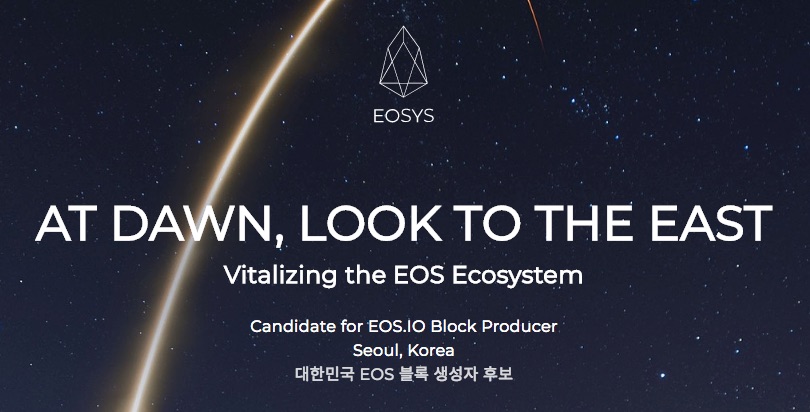 EOSYS
AT DAWN, LOOK TO THE EAST
Vitalizing the EOS Ecosystem
Candidate for EOS.IO Block Producer
Seoul, Korea
대한민국 EOS 블록 생성자 후보